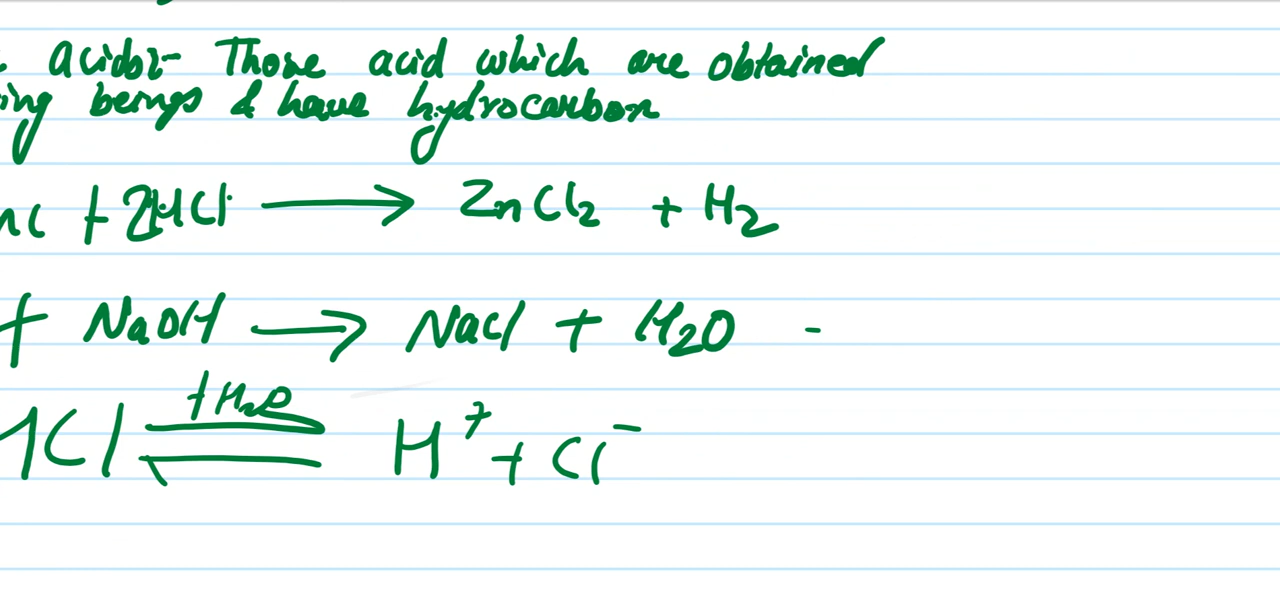 acids:- Those acid which are obtained
ing beings & have hydrocarbon
nc + 2HCl ⟶ ZnCl₂ + H₂
+ NaOH ⟶ NaCl + H₂O -
HCl ⇌ +H₂O H⁺ + Cl⁻